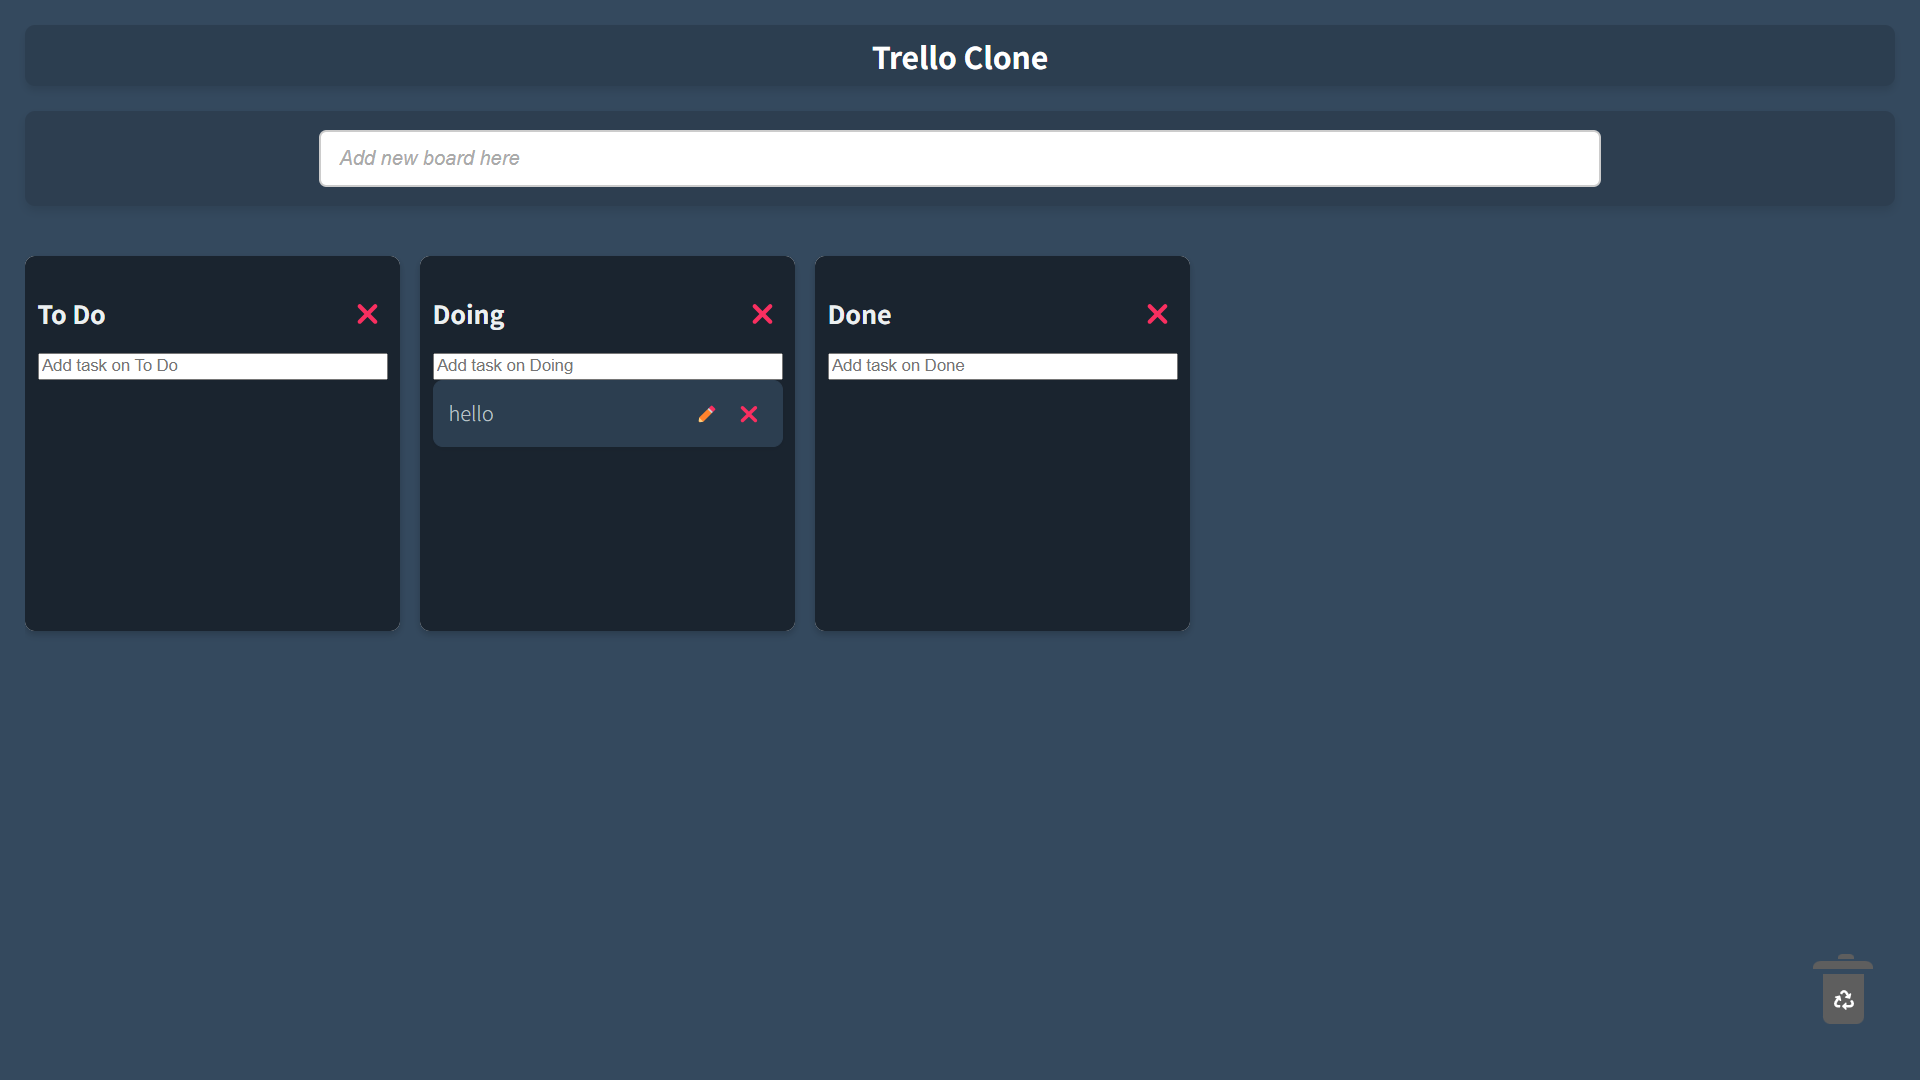 Trello Clone
Add new board here
To Do
Doing
Done
Add task on To Do
Add task on Doing
Add task on Done
hello